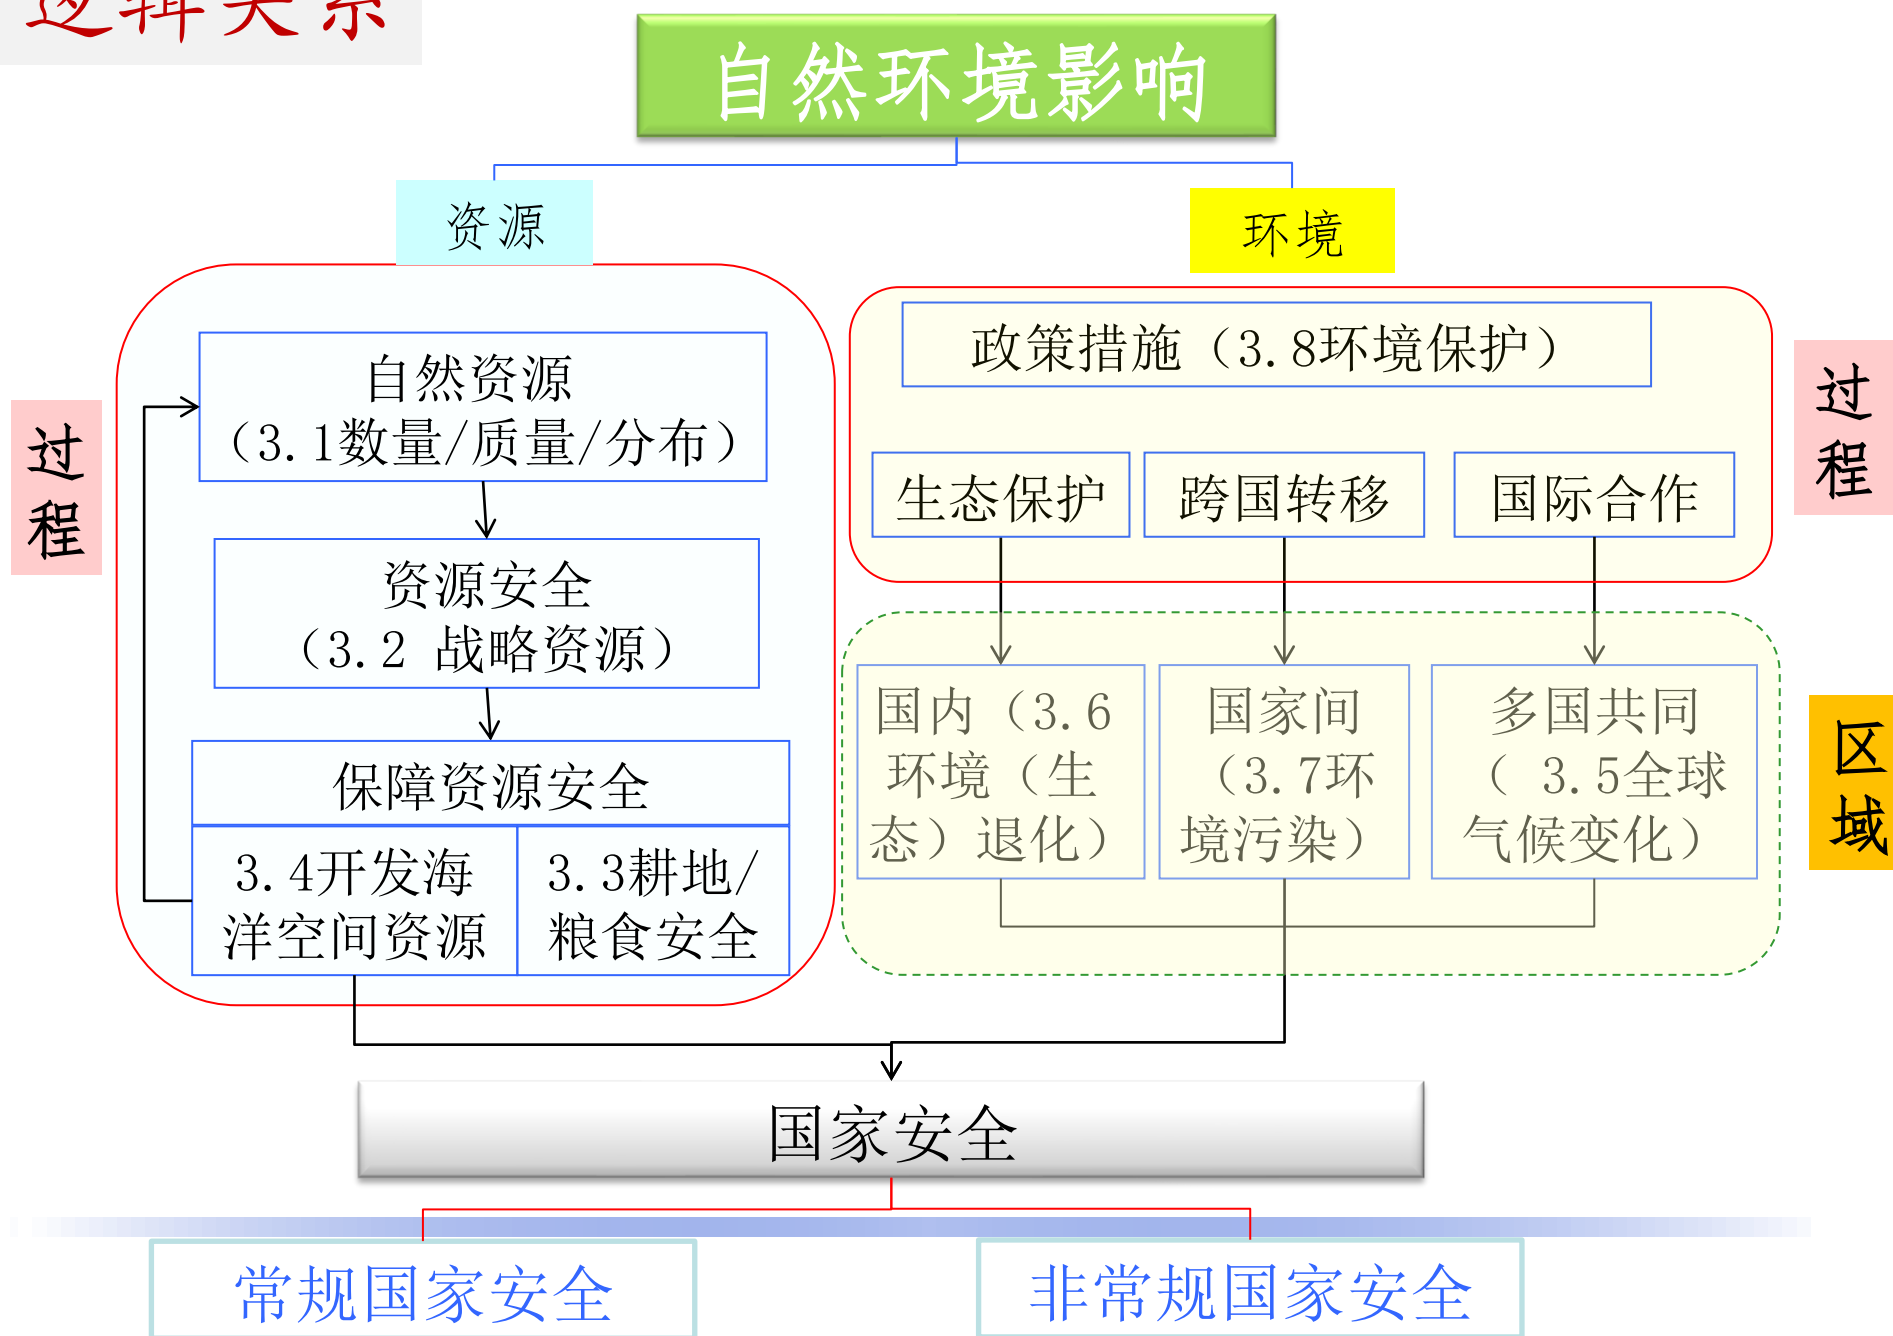 逻辑关系
自然环境影响
资源
环境
过
程
自然资源
（3.1数量/质量/分布）
资源安全
（3.2 战略资源）
保障资源安全
3.4开发海
洋空间资源
3.3耕地/
粮食安全
政策措施（3.8环境保护）
生态保护
跨国转移
国际合作
过
程
国内（3.6
环境（生
态）退化）
国家间
（3.7环
境污染）
多国共同
（ 3.5全球
气候变化）
区
域
国家安全
常规国家安全
非常规国家安全